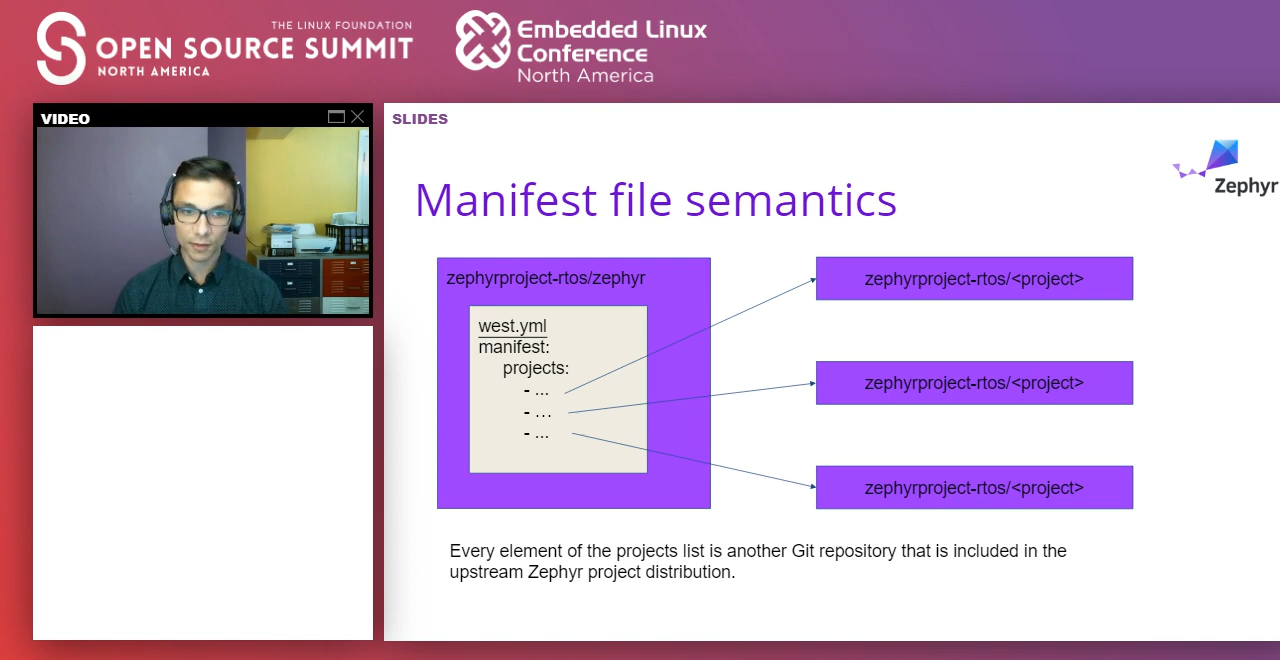 THE LINUX FOUNDATION
OPEN SOURCE SUMMIT
NORTH AMERICA
Embedded Linux
Conference
North America
VIDEO
SLIDES
Zephyr
Manifest file semantics
zephyrproject-rtos/zephyr
west.yml
manifest:
projects:
- ...
- ...
- ...
zephyrproject-rtos/<project>
zephyrproject-rtos/<project>
zephyrproject-rtos/<project>
Every element of the projects list is another Git repository that is included in the
upstream Zephyr project distribution.